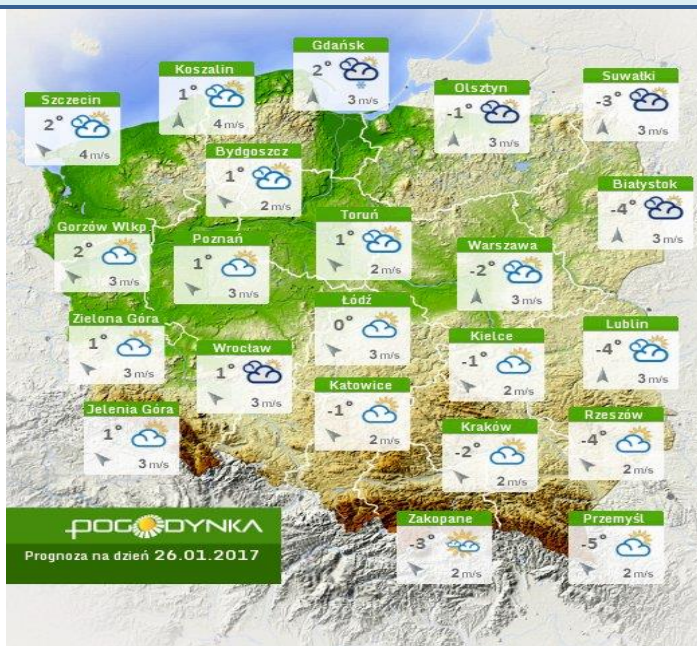 Gdańsk
2°
3 m/s
Koszalin
1°
4 m/s
Szczecin
2°
4 m/s
Olsztyn
-1°
3 m/s
Suwałki
-3°
3 m/s
Bydgoszcz
1°
2 m/s
Białystok
-4°
3 m/s
Gorzów Wlkp
2°
3 m/s
Poznań
1°
3 m/s
Toruń
1°
2 m/s
Warszawa
-2°
3 m/s
Zielona Góra
1°
3 m/s
Łódź
0°
3 m/s
Wrocław
1°
3 m/s
Kielce
-1°
2 m/s
Lublin
-4°
3 m/s
Jelenia Góra
1°
3 m/s
Katowice
-1°
2 m/s
Kraków
-2°
2 m/s
Rzeszów
-4°
2 m/s
Zakopane
-3°
2 m/s
Przemyśl
-5°
2 m/s
POGODYNKA
Prognoza na dzień 26.01.2017